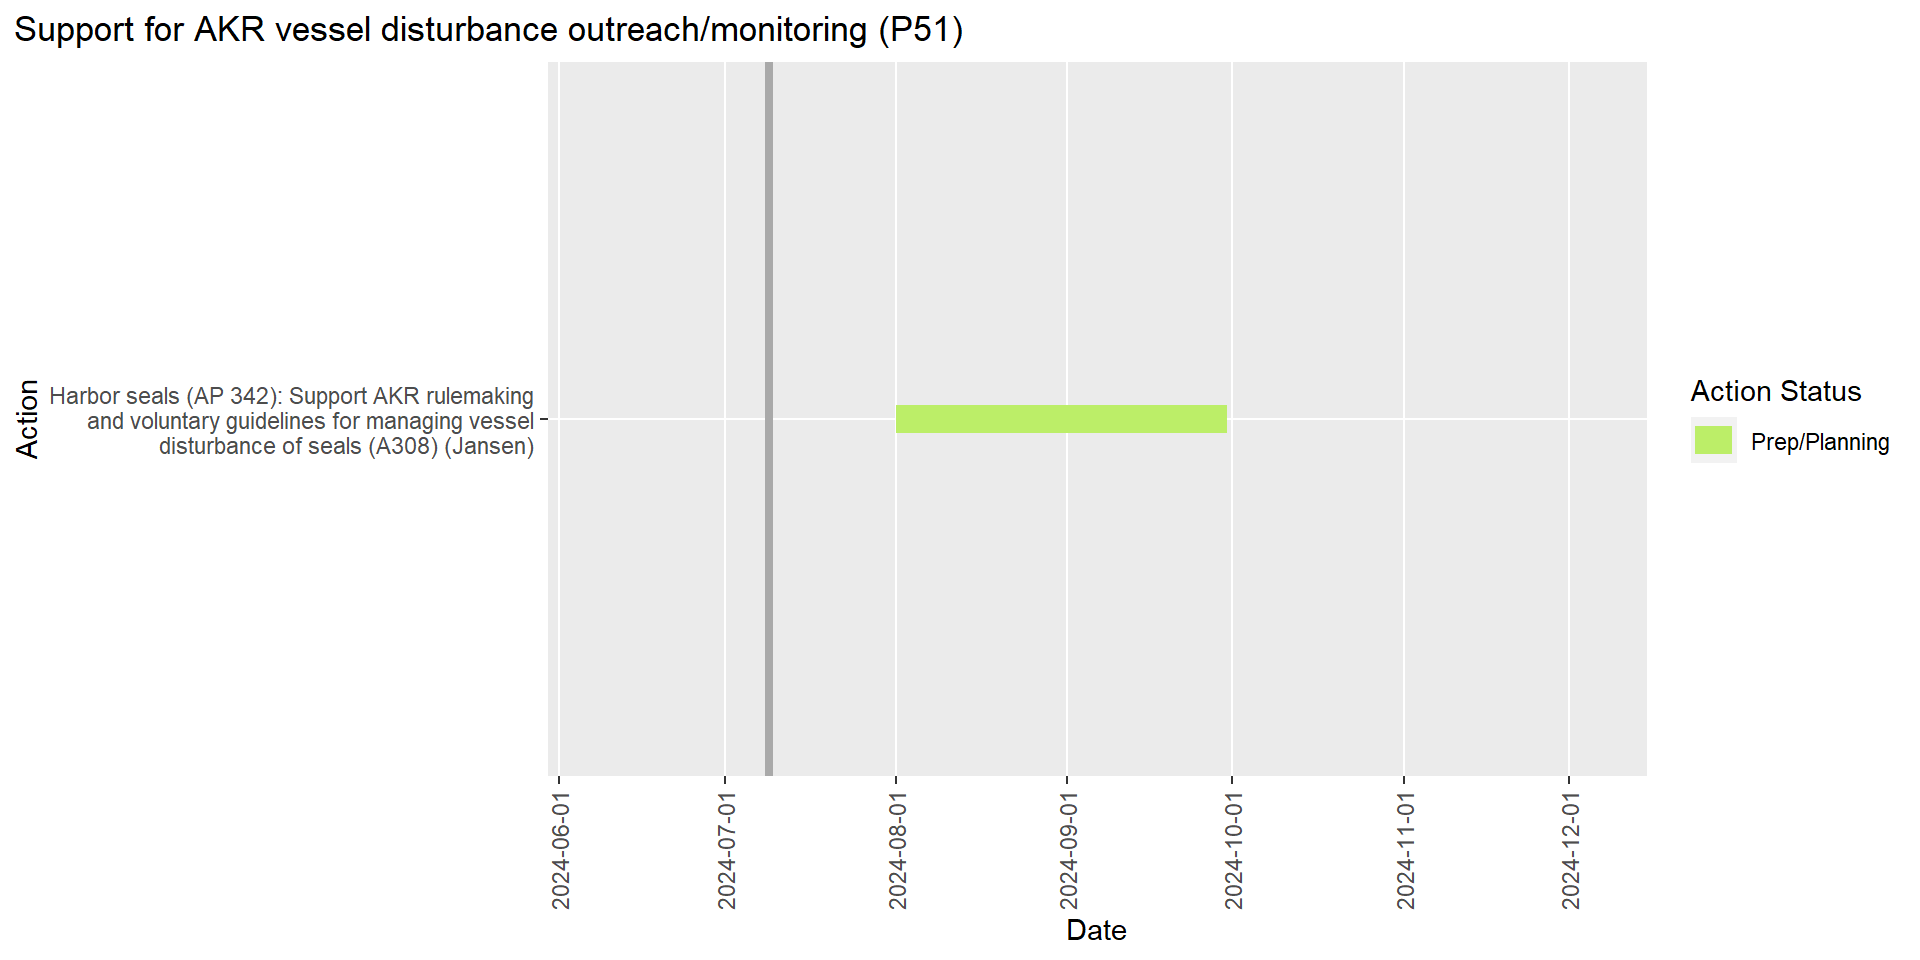 Support for AKR vessel disturbance outreach/monitoring (P51)
Action
Harbor seals (AP 342): Support AKR rulemaking
and voluntary guidelines for managing vessel
disturbance of seals (A308) (Jansen)
Action Status
Prep/Planning
2024-06-01
2024-07-01
2024-08-01
2024-09-01
2024-10-01
2024-11-01
2024-12-01
Date